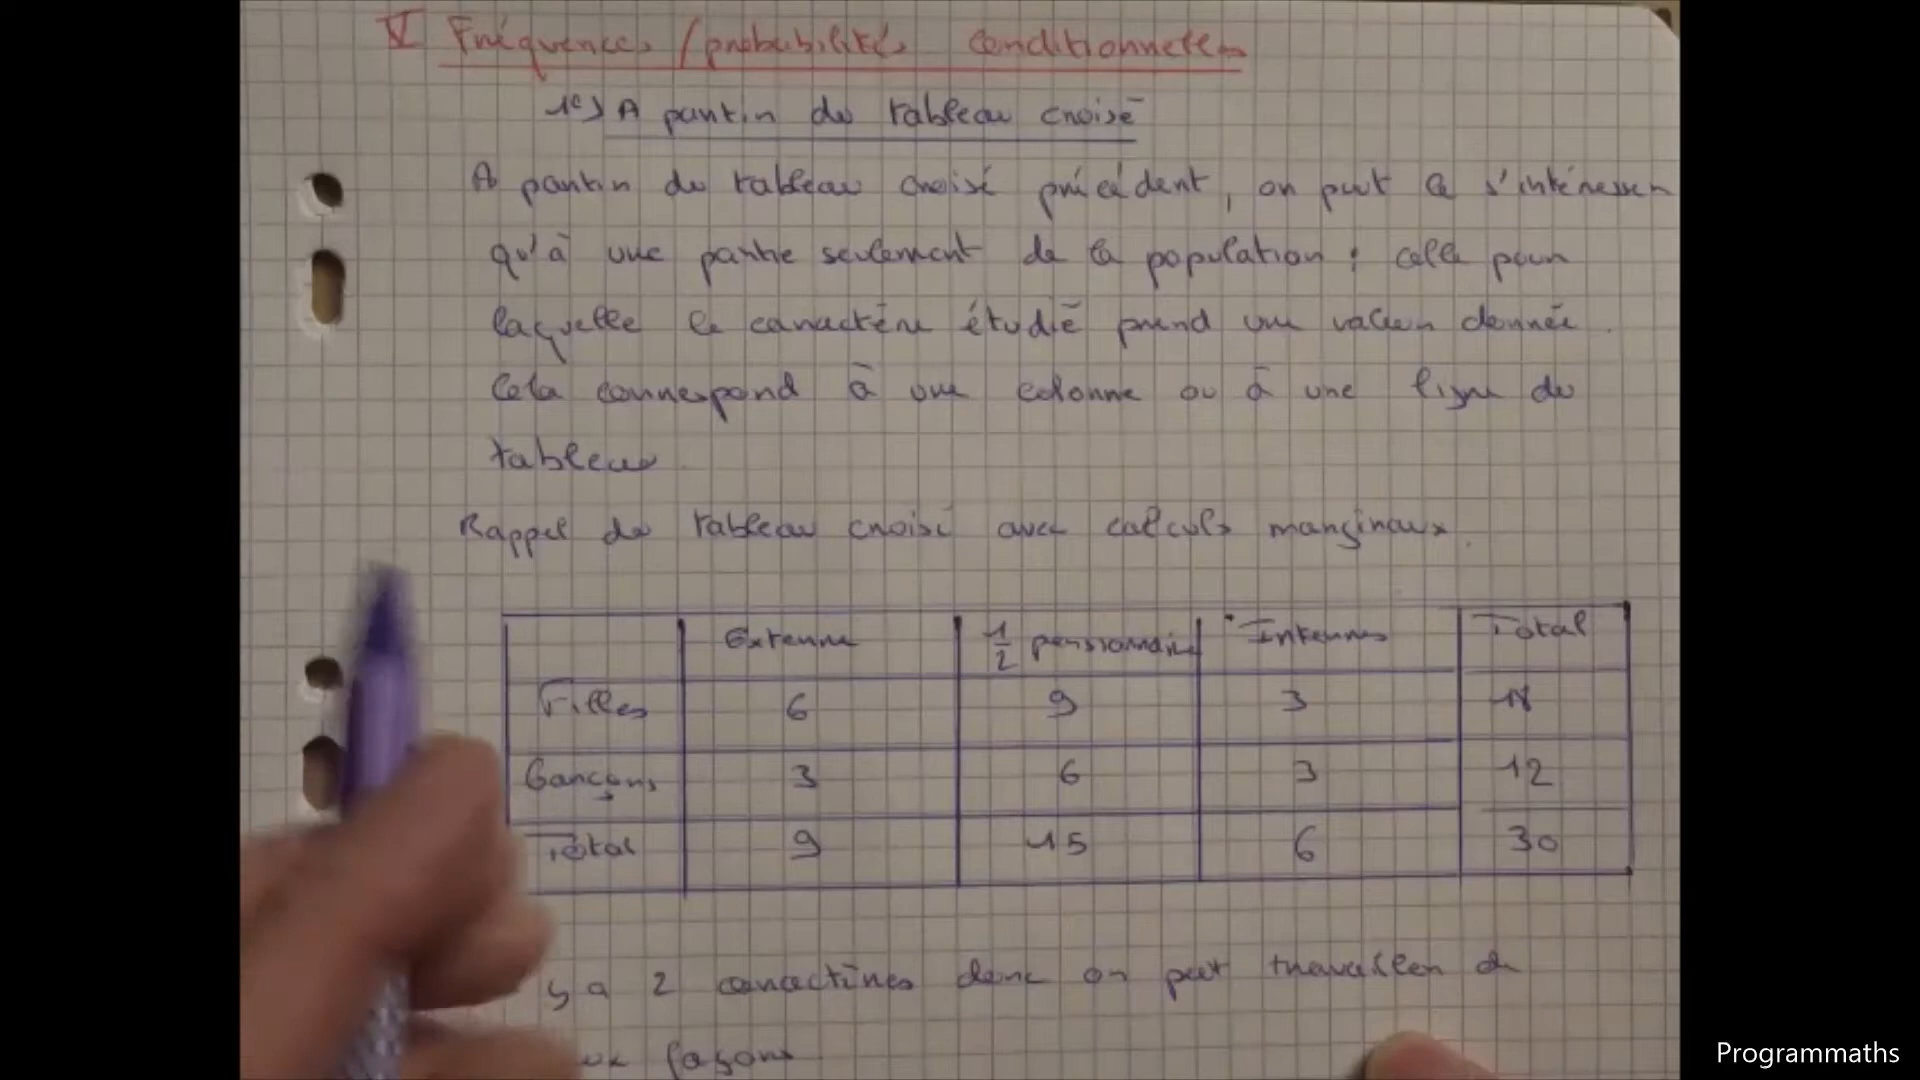 V Fréquences / probabilités conditionnelles
1°) A partir du tableau croisé
A partir du tableau croisé précédent, on peut s'intéresser
qu'à une partie seulement de la population : celle pour
laquelle le caractère étudié prend une valeur donnée.
Cela correspond à une colonne ou à une ligne du
tableau
Rappel du tableau croisé avec calculs marginaux.
Externe 1/2 pensionnaire Internes Total
Filles 6 9 3 18
Garçons 3 6 3 12
Total 9 15 6 30
y a 2 caractères donc on peut travailler de
façons
Programmaths